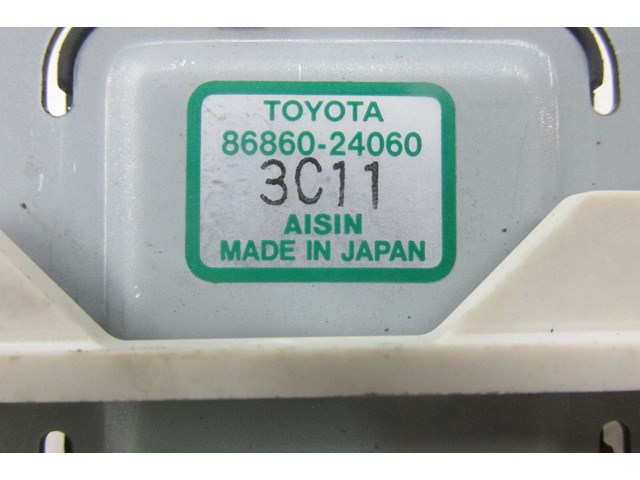 TOYOTA
86860-24060
3C11
AISIN
MADE IN JAPAN